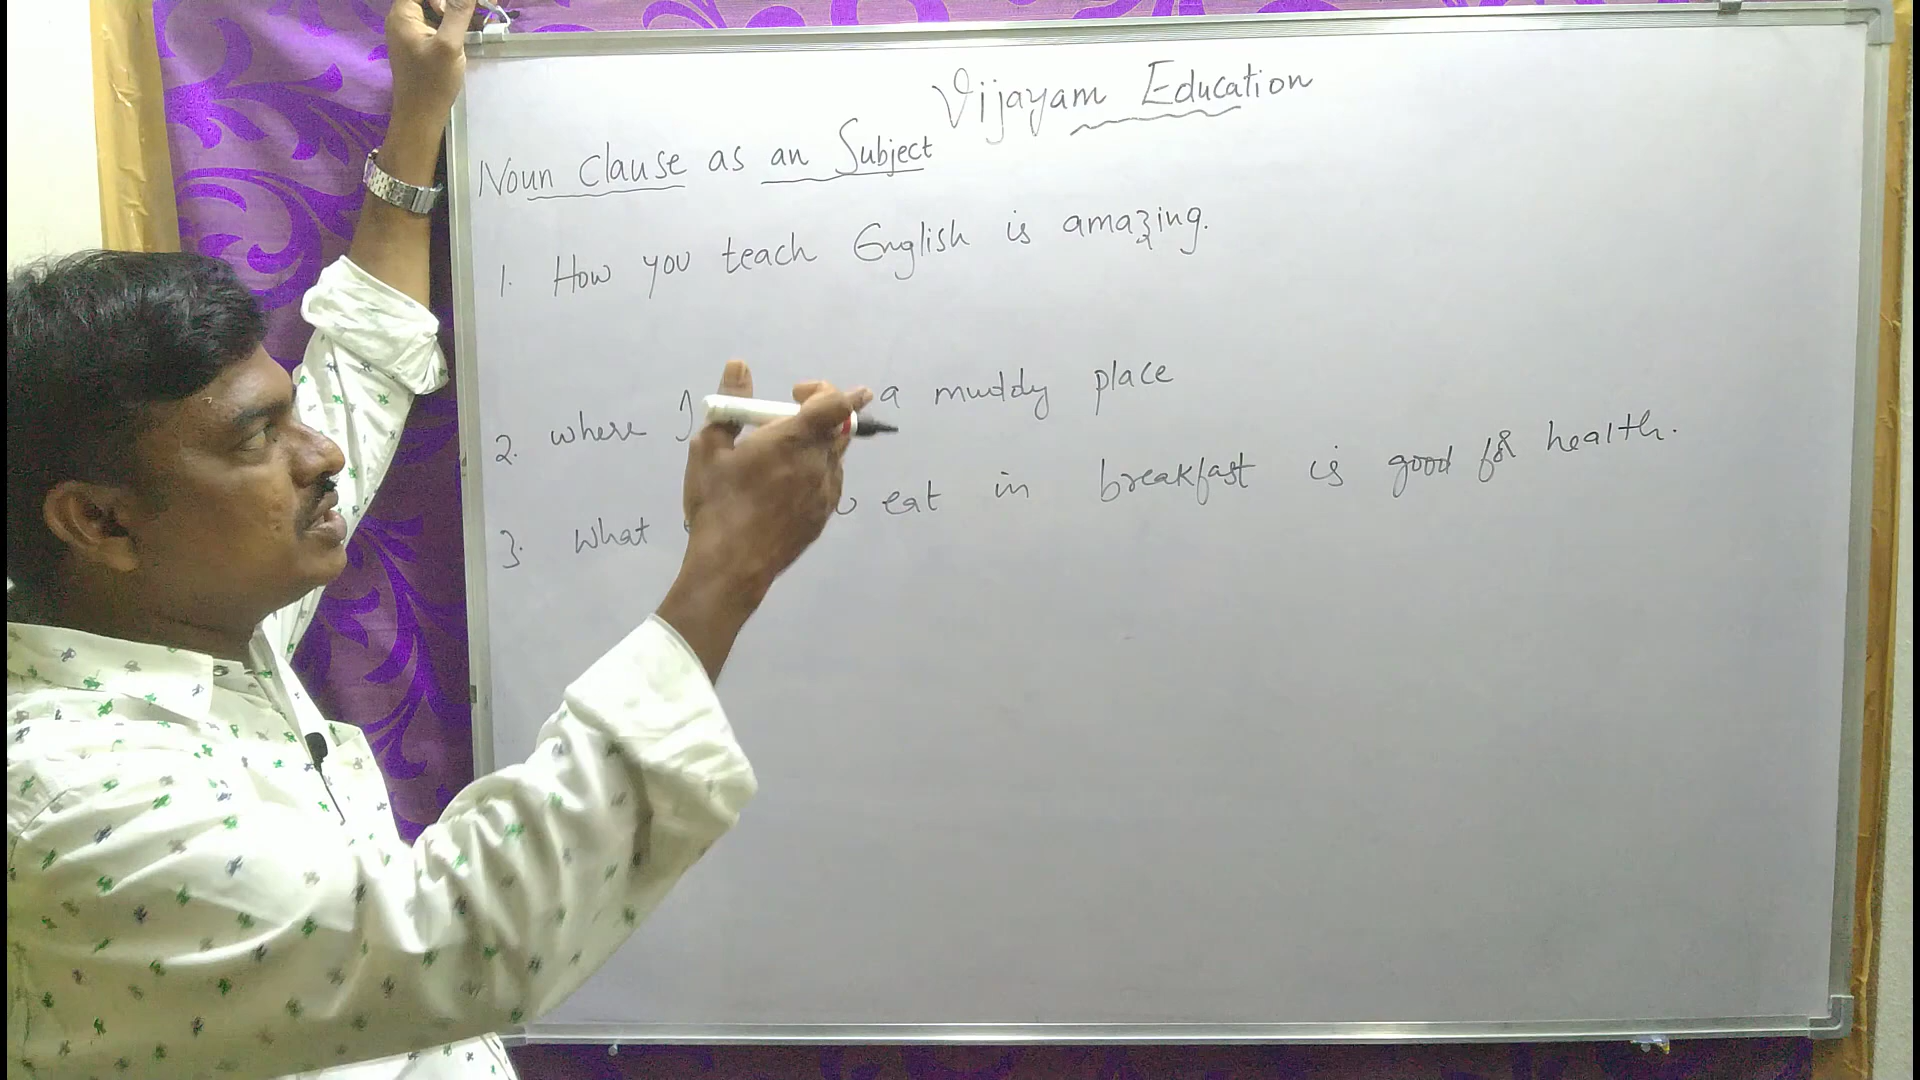 Vijayam Education
Noun clause as an Subject
1. How you teach English is amazing.
2. where I a muddy place
3. what eat in breakfast is good for health.